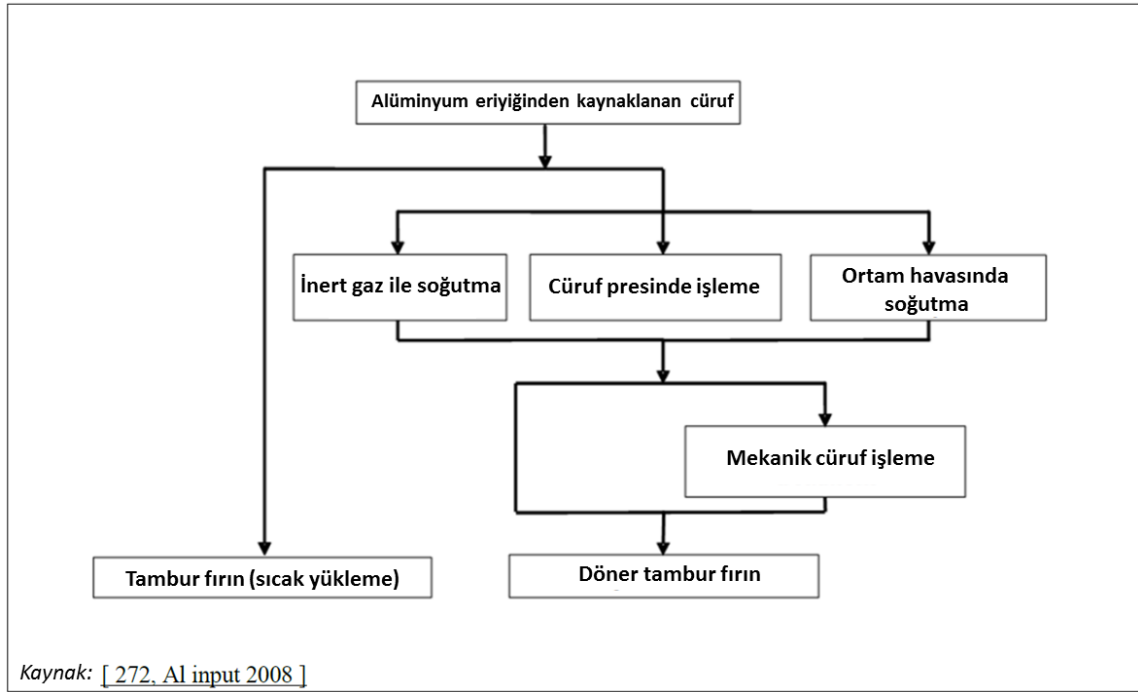 Alüminyum eriyiğinden kaynaklanan cüruf
İnert gaz ile soğutma
Cüruf presinde işleme
Ortam havasında
soğutma
Mekanik cüruf işleme
Tambur fırın (sıcak yükleme)
Döner tambur fırın
Kaynak: [ 272, Al input 2008 ]